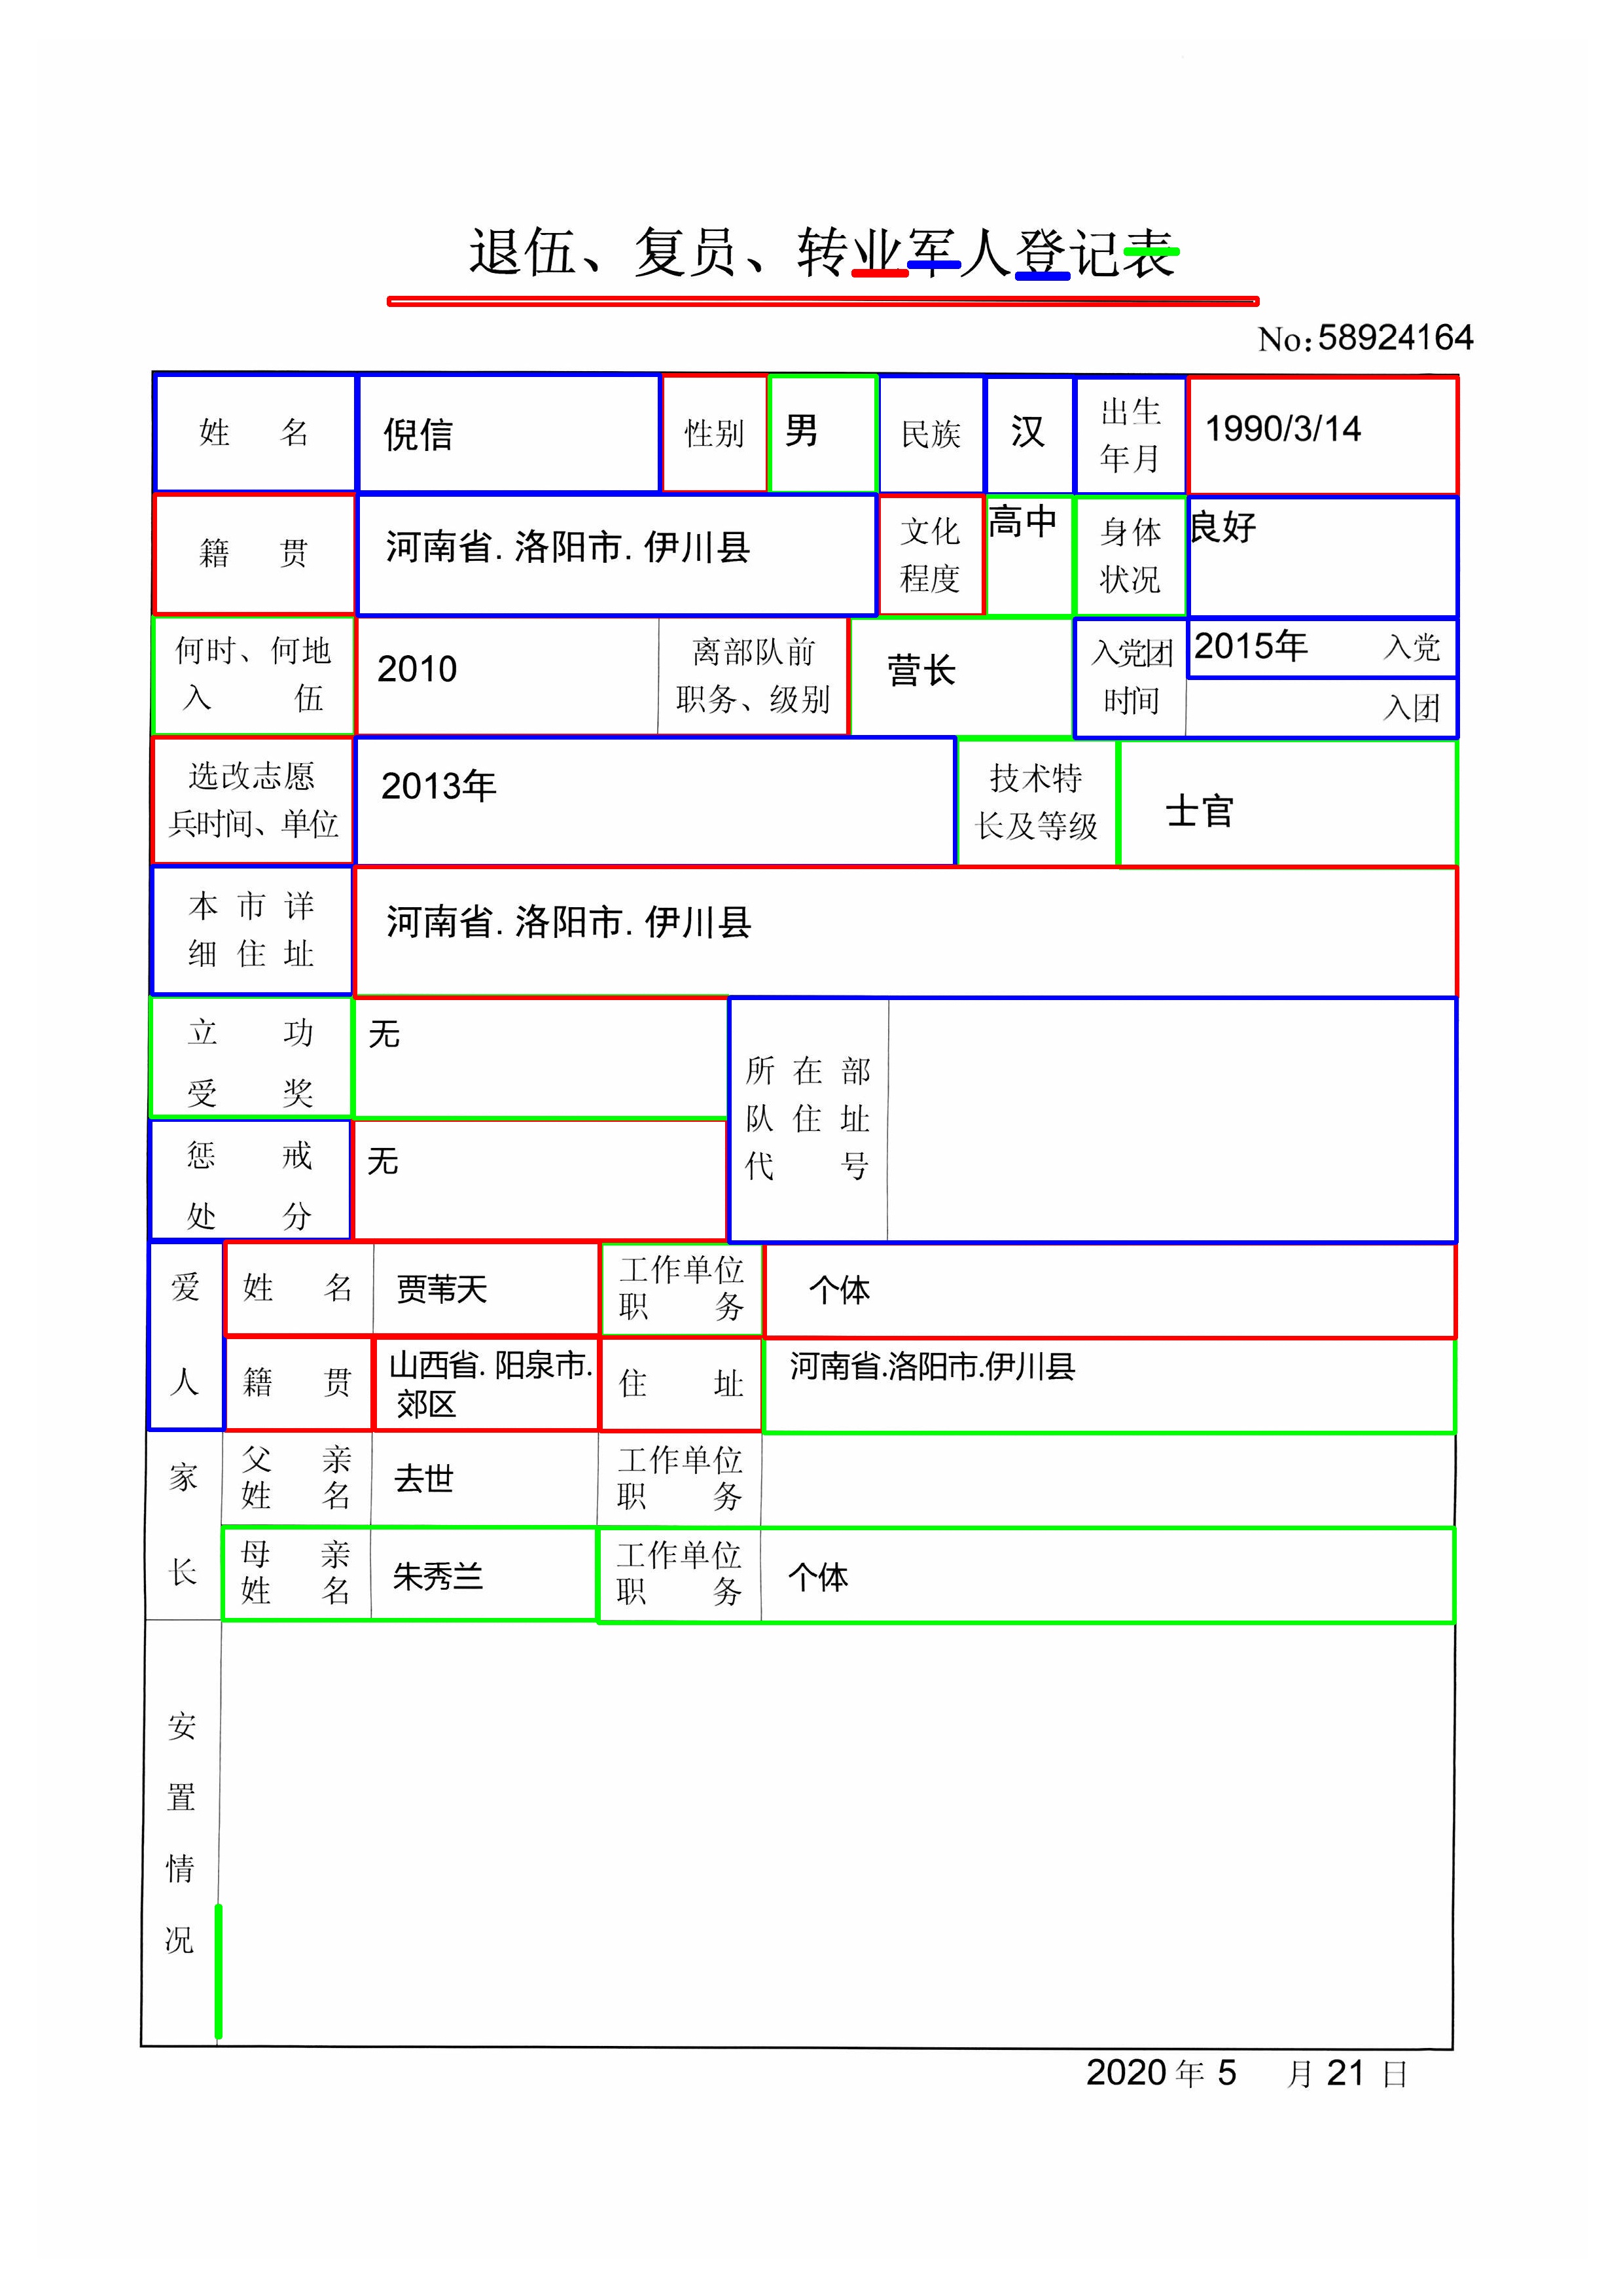 退伍、复员、转业军人登记表
No:58924164
姓 名 倪信 性别 男 民族 汉 出生年月 1990/3/14
籍 贯 河南省. 洛阳市. 伊川县 文化程度 高中 身体状况 良好
何时、何地入 伍 2010 离部队前职务、级别 营长 入党团时间 2015年 入党
入团
选改志愿兵时间、单位 2013年 技术特长及等级 士官
本市详细住址 河南省. 洛阳市. 伊川县
立 功受 奖 无 所在部队住址代 号
惩 戒处 分 无
爱人 姓 名 贾苇天 工作单位职 务 个体
籍 贯 山西省. 阳泉市. 郊区 住 址 河南省.洛阳市.伊川县
家长 父亲姓名 去世 工作单位职 务
母亲姓名 朱秀兰 工作单位职 务 个体
安置情况
2020 年 5 月 21 日